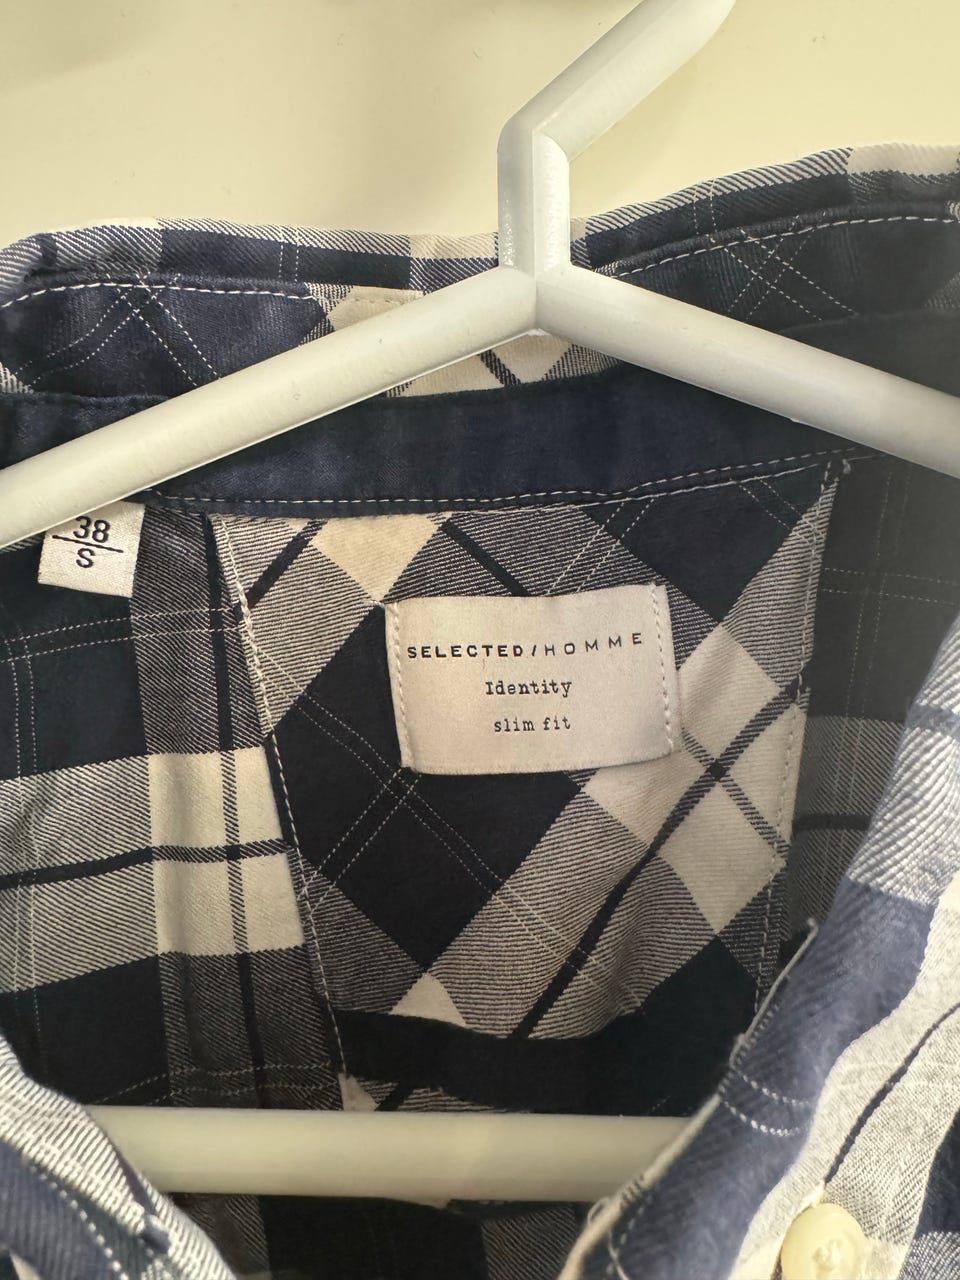 38
S
SELECTED/HOMME
Identity
slim fit